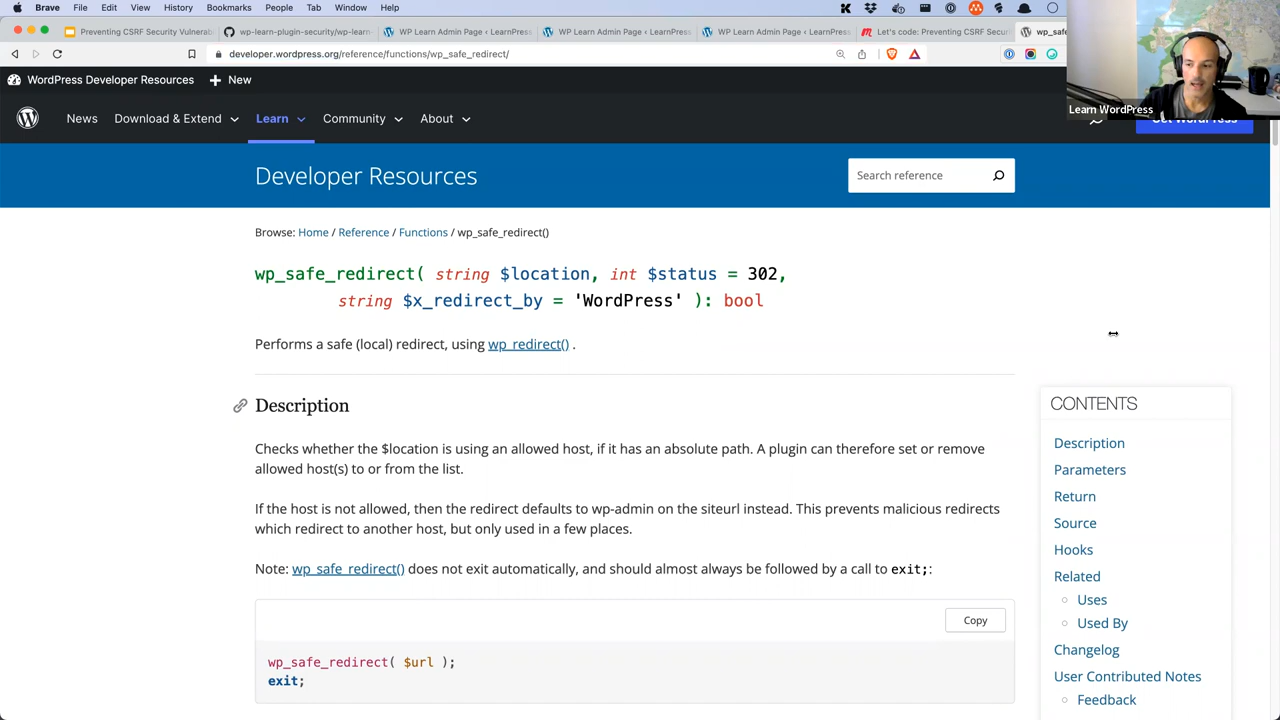 Brave File Edit View History Bookmarks People Tab Window Help
Preventing CSRF Security Vulnerab
wp-learn-plugin-security/wp-learn-
WP Learn Admin Page ‹ LearnPress
WP Learn Admin Page ‹ LearnPress
WP Learn Admin Page ‹ LearnPress
Let's code: Preventing CSRF Secur
wp_safe
developer.wordpress.org/reference/functions/wp_safe_redirect/
WordPress Developer Resources
New
Learn WordPress
News
Download & Extend
Learn
Community
About
Get WordPress
Developer Resources
Search reference
Browse: Home / Reference / Functions / wp_safe_redirect()
wp_safe_redirect( string $location, int $status = 302,
string $x_redirect_by = 'WordPress' ): bool
Performs a safe (local) redirect, using wp_redirect() .
Description
Checks whether the $location is using an allowed host, if it has an absolute path. A plugin can therefore set or remove
allowed host(s) to or from the list.
If the host is not allowed, then the redirect defaults to wp-admin on the siteurl instead. This prevents malicious redirects
which redirect to another host, but only used in a few places.
Note: wp_safe_redirect() does not exit automatically, and should almost always be followed by a call to exit;:
Copy
wp_safe_redirect( $url );
exit;
CONTENTS
Description
Parameters
Return
Source
Hooks
Related
Uses
Used By
Changelog
User Contributed Notes
Feedback